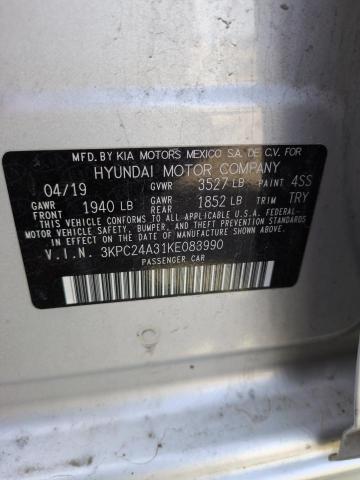 MFD.BY KIA MOTORS MEXICO S.A. DE C.V. FOR
HYUNDAI MOTOR COMPANY
04/19 GVWR 3527 LB PAINT 4SS
GAWR FRONT 1940 LB GAWR REAR 1852 LB TRIM TRY
THIS VEHICLE CONFORMS TO ALL APPLICABLE U.S.A. FEDERAL
MOTOR VEHICLE SAFETY, BUMPER, AND THEFT PREVENTION STANDARDS
IN EFFECT ON THE DATE OF MANUFACTURE SHOWN ABOVE.
V.I.N. 3KPC24A31KE083990
PASSENGER CAR